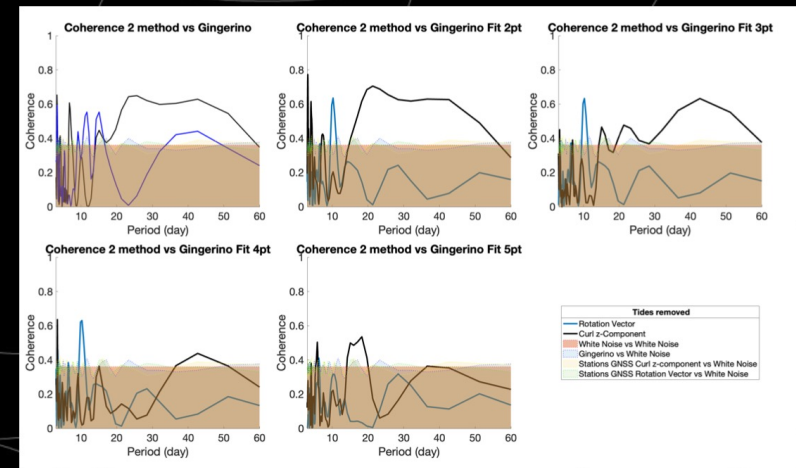 Coherence 2 method vs Gingerino
1
0.8
0.6
0.4
0.2
0
Coherence
10 20 30 40 50 60
Period (day)
Coherence 2 method vs Gingerino Fit 2pt
1
0.8
0.6
0.4
0.2
0
Coherence
10 20 30 40 50 60
Period (day)
Coherence 2 method vs Gingerino Fit 3pt
1
0.8
0.6
0.4
0.2
0
Coherence
10 20 30 40 50 60
Period (day)
Coherence 2 method vs Gingerino Fit 4pt
1
0.8
0.6
0.4
0.2
0
Coherence
10 20 30 40 50 60
Period (day)
Coherence 2 method vs Gingerino Fit 5pt
1
0.8
0.6
0.4
0.2
0
Coherence
10 20 30 40 50 60
Period (day)
Tides removed
Rotation Vector
Curl z-Component
White Noise vs White Noise
Gingerino vs White Noise
Stations GNSS Curl z-component vs White Noise
Stations GNSS Rotation Vector vs White Noise